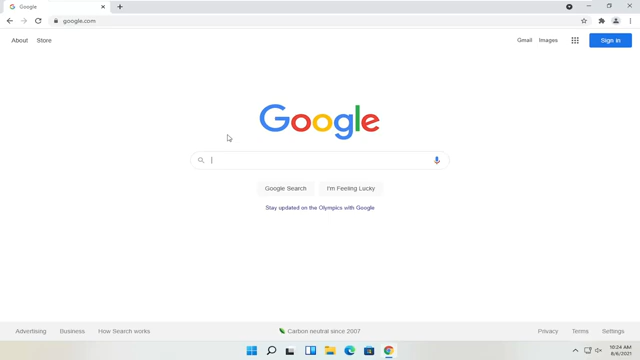 Google
google.com
About Store Gmail Images Sign in
Google
Google Search I'm Feeling Lucky
Stay updated on the Olympics with Google
Advertising Business How Search works Carbon neutral since 2007 Privacy Terms Settings
10:24 AM
8/6/2021